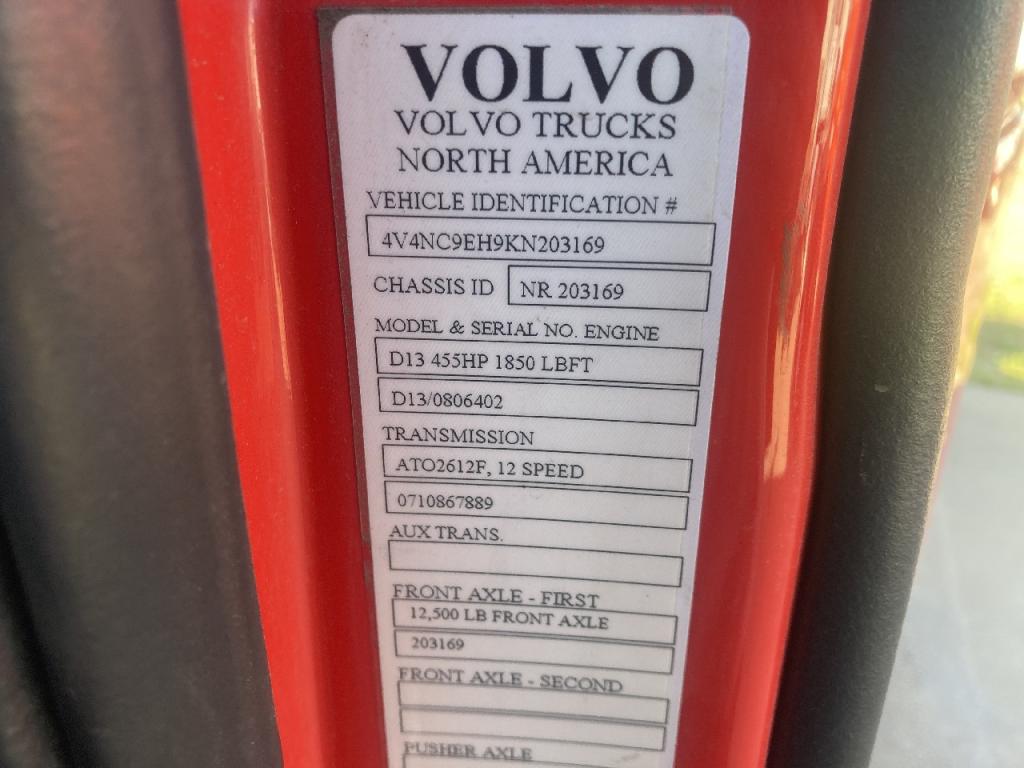 VOLVO
VOLVO TRUCKS
NORTH AMERICA
VEHICLE IDENTIFICATION #
4V4NC9EH9KN203169
CHASSIS ID NR 203169
MODEL & SERIAL NO. ENGINE
D13 455HP 1850 LBFT
D13/0806402
TRANSMISSION
ATO2612F, 12 SPEED
0710867889
AUX TRANS.
FRONT AXLE - FIRST
12,500 LB FRONT AXLE
203169
FRONT AXLE - SECOND
PUSHER AXLE